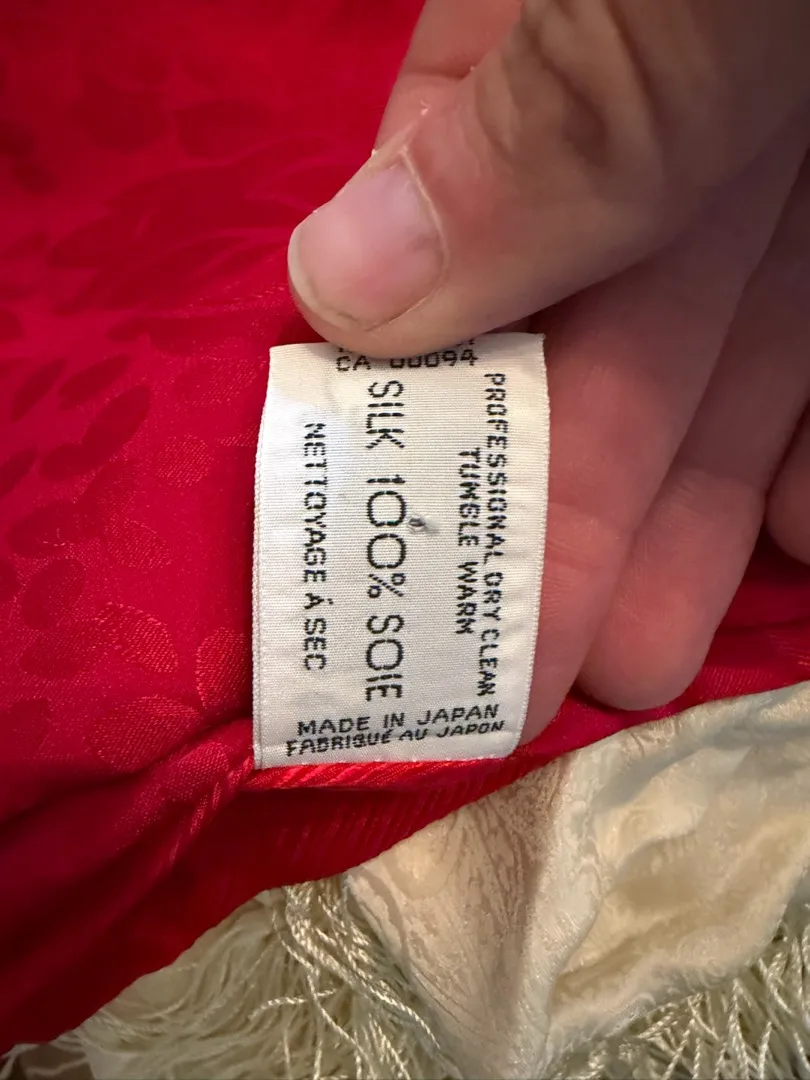 CA 00094
PROFESSIONAL DRY CLEAN
TUMBLE WARM
SILK 100% SOIE
NETTOYAGE Á SEC
MADE IN JAPAN
FABRIQUÉ AU JAPON